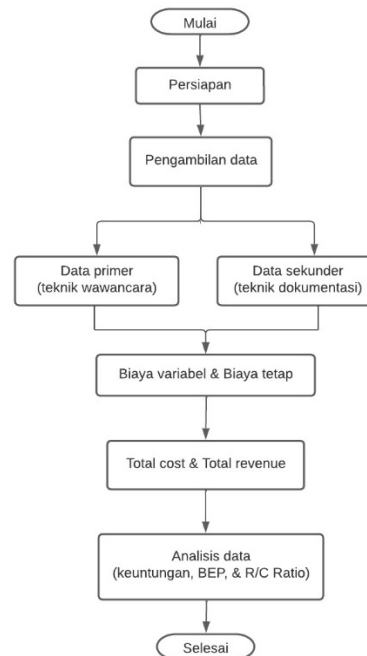 Mulai
Persiapan
Pengambilan data
Data primer
(teknik wawancara)
Data sekunder
(teknik dokumentasi)
Biaya variabel & Biaya tetap
Total cost & Total revenue
Analisis data
(keuntungan, BEP, & R/C Ratio)
Selesai